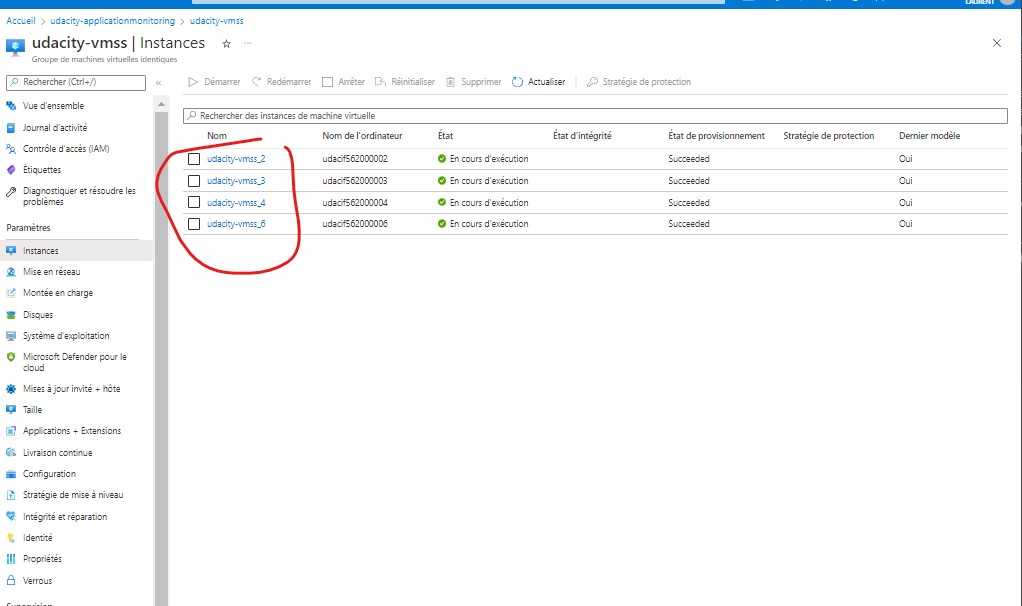 LAURENT
Accueil > udacity-applicationmonitoring > udacity-vmss
udacity-vmss | Instances ☆ ···
Groupe de machines virtuelles identiques
Rechercher (Ctrl+/) «
Démarrer Redémarrer Arrêter Réinitialiser Supprimer Actualiser Stratégie de protection
Vue d'ensemble
Journal d'activité
Contrôle d'accès (IAM)
Étiquettes
Diagnostiquer et résoudre les
problèmes
Paramètres
Instances
Mise en réseau
Montée en charge
Disques
Système d'exploitation
Microsoft Defender pour le
cloud
Mises à jour invité + hôte
Taille
Applications + Extensions
Livraison continue
Configuration
Stratégie de mise à niveau
Intégrité et réparation
Identité
Propriétés
Verrous
Supervision
Rechercher des instances de machine virtuelle
Nom Nom de l'ordinateur État État d'intégrité État de provisionnement Stratégie de protection Dernier modèle
udacity-vmss_2 udacif562000002 En cours d'exécution Succeeded Oui
udacity-vmss_3 udacif562000003 En cours d'exécution Succeeded Oui
udacity-vmss_4 udacif562000004 En cours d'exécution Succeeded Oui
udacity-vmss_6 udacif562000006 En cours d'exécution Succeeded Oui